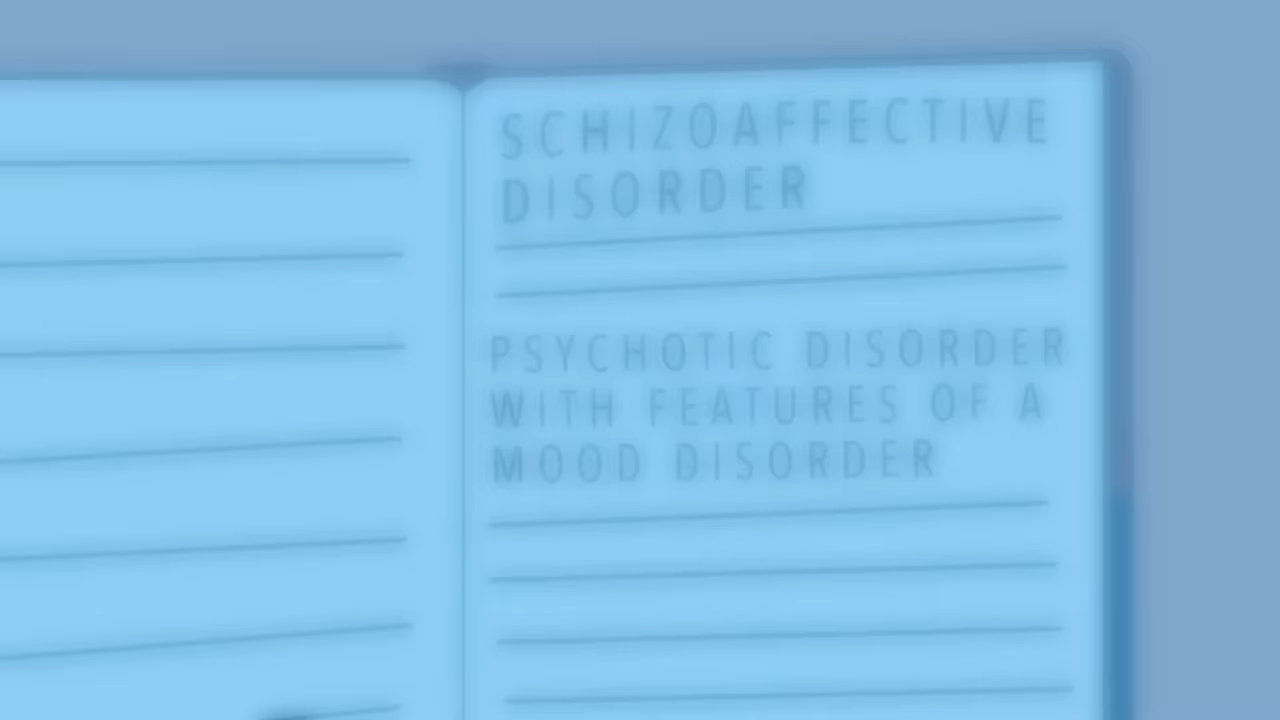 SCHIZOAFFECTIVE
DISORDER
PSYCHOTIC DISORDER
WITH FEATURES OF A
MOOD DISORDER